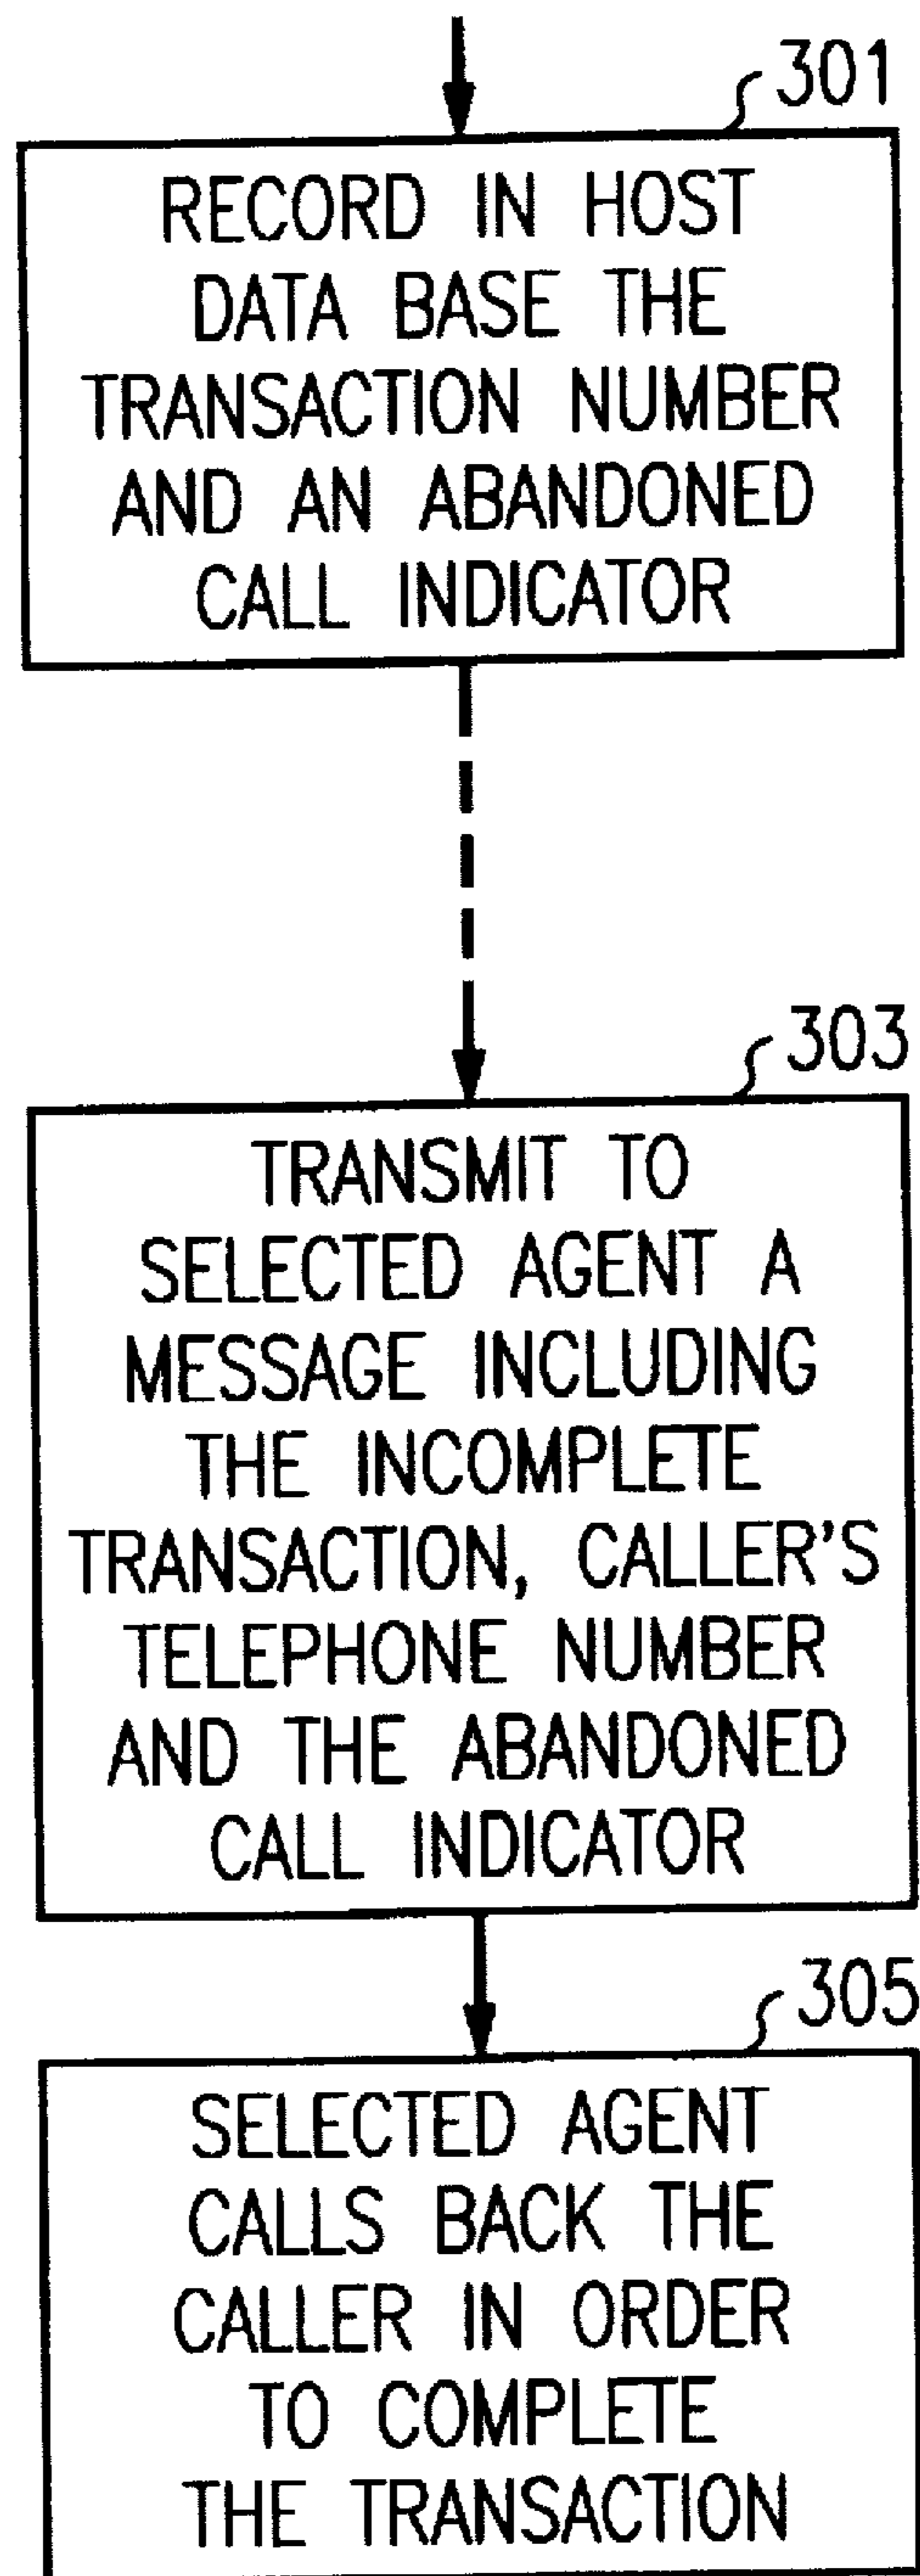 301
RECORD IN HOST
DATA BASE THE
TRANSACTION NUMBER
AND AN ABANDONED
CALL INDICATOR
303
TRANSMIT TO
SELECTED AGENT A
MESSAGE INCLUDING
THE INCOMPLETE
TRANSACTION, CALLER'S
TELEPHONE NUMBER
AND THE ABANDONED
CALL INDICATOR
305
SELECTED AGENT
CALLS BACK THE
CALLER IN ORDER
TO COMPLETE
THE TRANSACTION